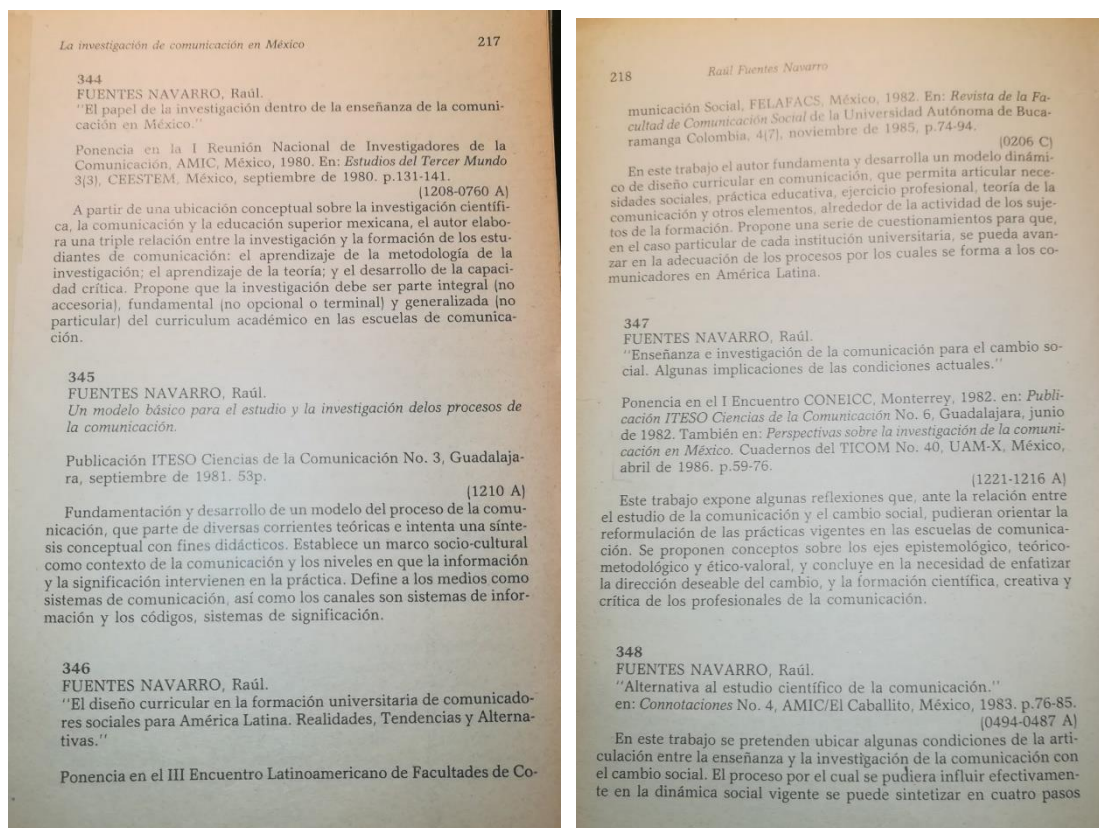 La investigación de comunicación en México 217
344
FUENTES NAVARRO, Raúl.
"El papel de la investigación dentro de la enseñanza de la comuni-
cación en México."
Ponencia en la I Reunión Nacional de Investigadores de la
Comunicación, AMIC, México, 1980. En: Estudios del Tercer Mundo
3(3), CEESTEM, México, septiembre de 1980. p.131-141.
(1208-0760 A)
A partir de una ubicación conceptual sobre la investigación científi-
ca, la comunicación y la educación superior mexicana, el autor elabo-
ra una triple relación entre la investigación y la formación de los estu-
diantes de comunicación: el aprendizaje de la metodología de la
investigación; el aprendizaje de la teoría; y el desarrollo de la capaci-
dad crítica. Propone que la investigación debe ser parte integral (no
accesoria), fundamental (no opcional o terminal) y generalizada (no
particular) del curriculum académico en las escuelas de comunica-
ción.
345
FUENTES NAVARRO, Raúl.
Un modelo básico para el estudio y la investigación delos procesos de
la comunicación.
Publicación ITESO Ciencias de la Comunicación No. 3, Guadalaja-
ra, septiembre de 1981. 53p.
(1210 A)
Fundamentación y desarrollo de un modelo del proceso de la comu-
nicación, que parte de diversas corrientes teóricas e intenta una sínte-
sis conceptual con fines didácticos. Establece un marco socio-cultural
como contexto de la comunicación y los niveles en que la información
y la significación intervienen en la práctica. Define a los medios como
sistemas de comunicación, así como los canales son sistemas de infor-
mación y los códigos, sistemas de significación.
346
FUENTES NAVARRO, Raúl.
"El diseño curricular en la formación universitaria de comunicado-
res sociales para América Latina. Realidades, Tendencias y Alterna-
tivas."
Ponencia en el III Encuentro Latinoamericano de Facultades de Co-
218 Raúl Fuentes Navarro
municación Social, FELAFACS, México, 1982. En: Revista de la Fa-
cultad de Comunicación Social de la Universidad Autónoma de Buca-
ramanga Colombia, 4(7), noviembre de 1985, p.74-94.
(0206 C)
En este trabajo el autor fundamenta y desarrolla un modelo dinámi-
co de diseño curricular en comunicación, que permita articular nece-
sidades sociales, práctica educativa, ejercicio profesional, teoría de la
comunicación y otros elementos, alrededor de la actividad de los suje-
tos de la formación. Propone una serie de cuestionamientos para que,
en el caso particular de cada institución universitaria, se pueda avan-
zar en la adecuación de los procesos por los cuales se forma a los co-
municadores en América Latina.
347
FUENTES NAVARRO, Raúl.
"Enseñanza e investigación de la comunicación para el cambio so-
cial. Algunas implicaciones de las condiciones actuales."
Ponencia en el I Encuentro CONEICC, Monterrey, 1982. en: Publi-
cación ITESO Ciencias de la Comunicación No. 6, Guadalajara, junio
de 1982. También en: Perspectivas sobre la investigación de la comuni-
cación en México. Cuadernos del TICOM No. 40, UAM-X, México,
abril de 1986. p.59-76.
(1221-1216 A)
Este trabajo expone algunas reflexiones que, ante la relación entre
el estudio de la comunicación y el cambio social, pudieran orientar la
reformulación de las prácticas vigentes en las escuelas de comunica-
ción. Se proponen conceptos sobre los ejes epistemológico, teórico-
metodológico y ético-valoral, y concluye en la necesidad de enfatizar
la dirección deseable del cambio, y la formación científica, creativa y
crítica de los profesionales de la comunicación.
348
FUENTES NAVARRO, Raúl.
"Alternativa al estudio científico de la comunicación."
en: Connotaciones No. 4, AMIC/El Caballito, México, 1983. p.76-85.
(0494-0487 A)
En este trabajo se pretenden ubicar algunas condiciones de la arti-
culación entre la enseñanza y la investigación de la comunicación con
el cambio social. El proceso por el cual se pudiera influir efectivamen-
te en la dinámica social vigente se puede sintetizar en cuatro pasos